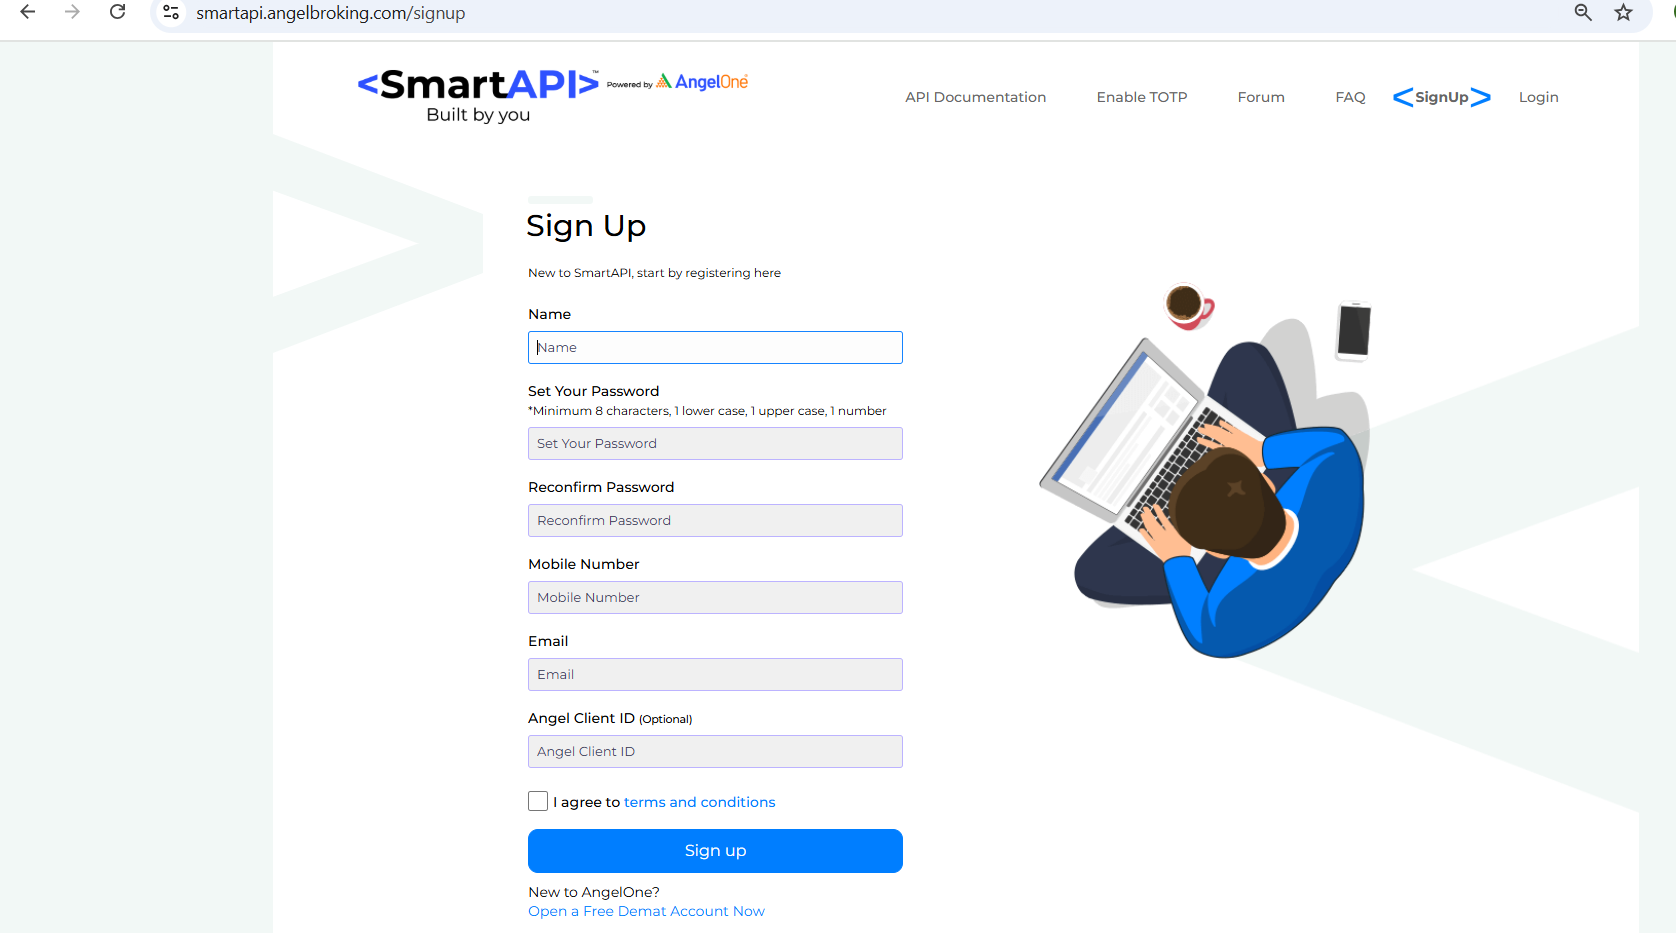 smartapi.angelbroking.com/signup
<SmartAPI>™ Powered by AngelOne
Built by you
API Documentation Enable TOTP Forum FAQ <SignUp> Login
Sign Up
New to SmartAPI, start by registering here
Name
Name
Set Your Password
*Minimum 8 characters, 1 lower case, 1 upper case, 1 number
Set Your Password
Reconfirm Password
Reconfirm Password
Mobile Number
Mobile Number
Email
Email
Angel Client ID (Optional)
Angel Client ID
I agree to terms and conditions
Sign up
New to AngelOne?
Open a Free Demat Account Now